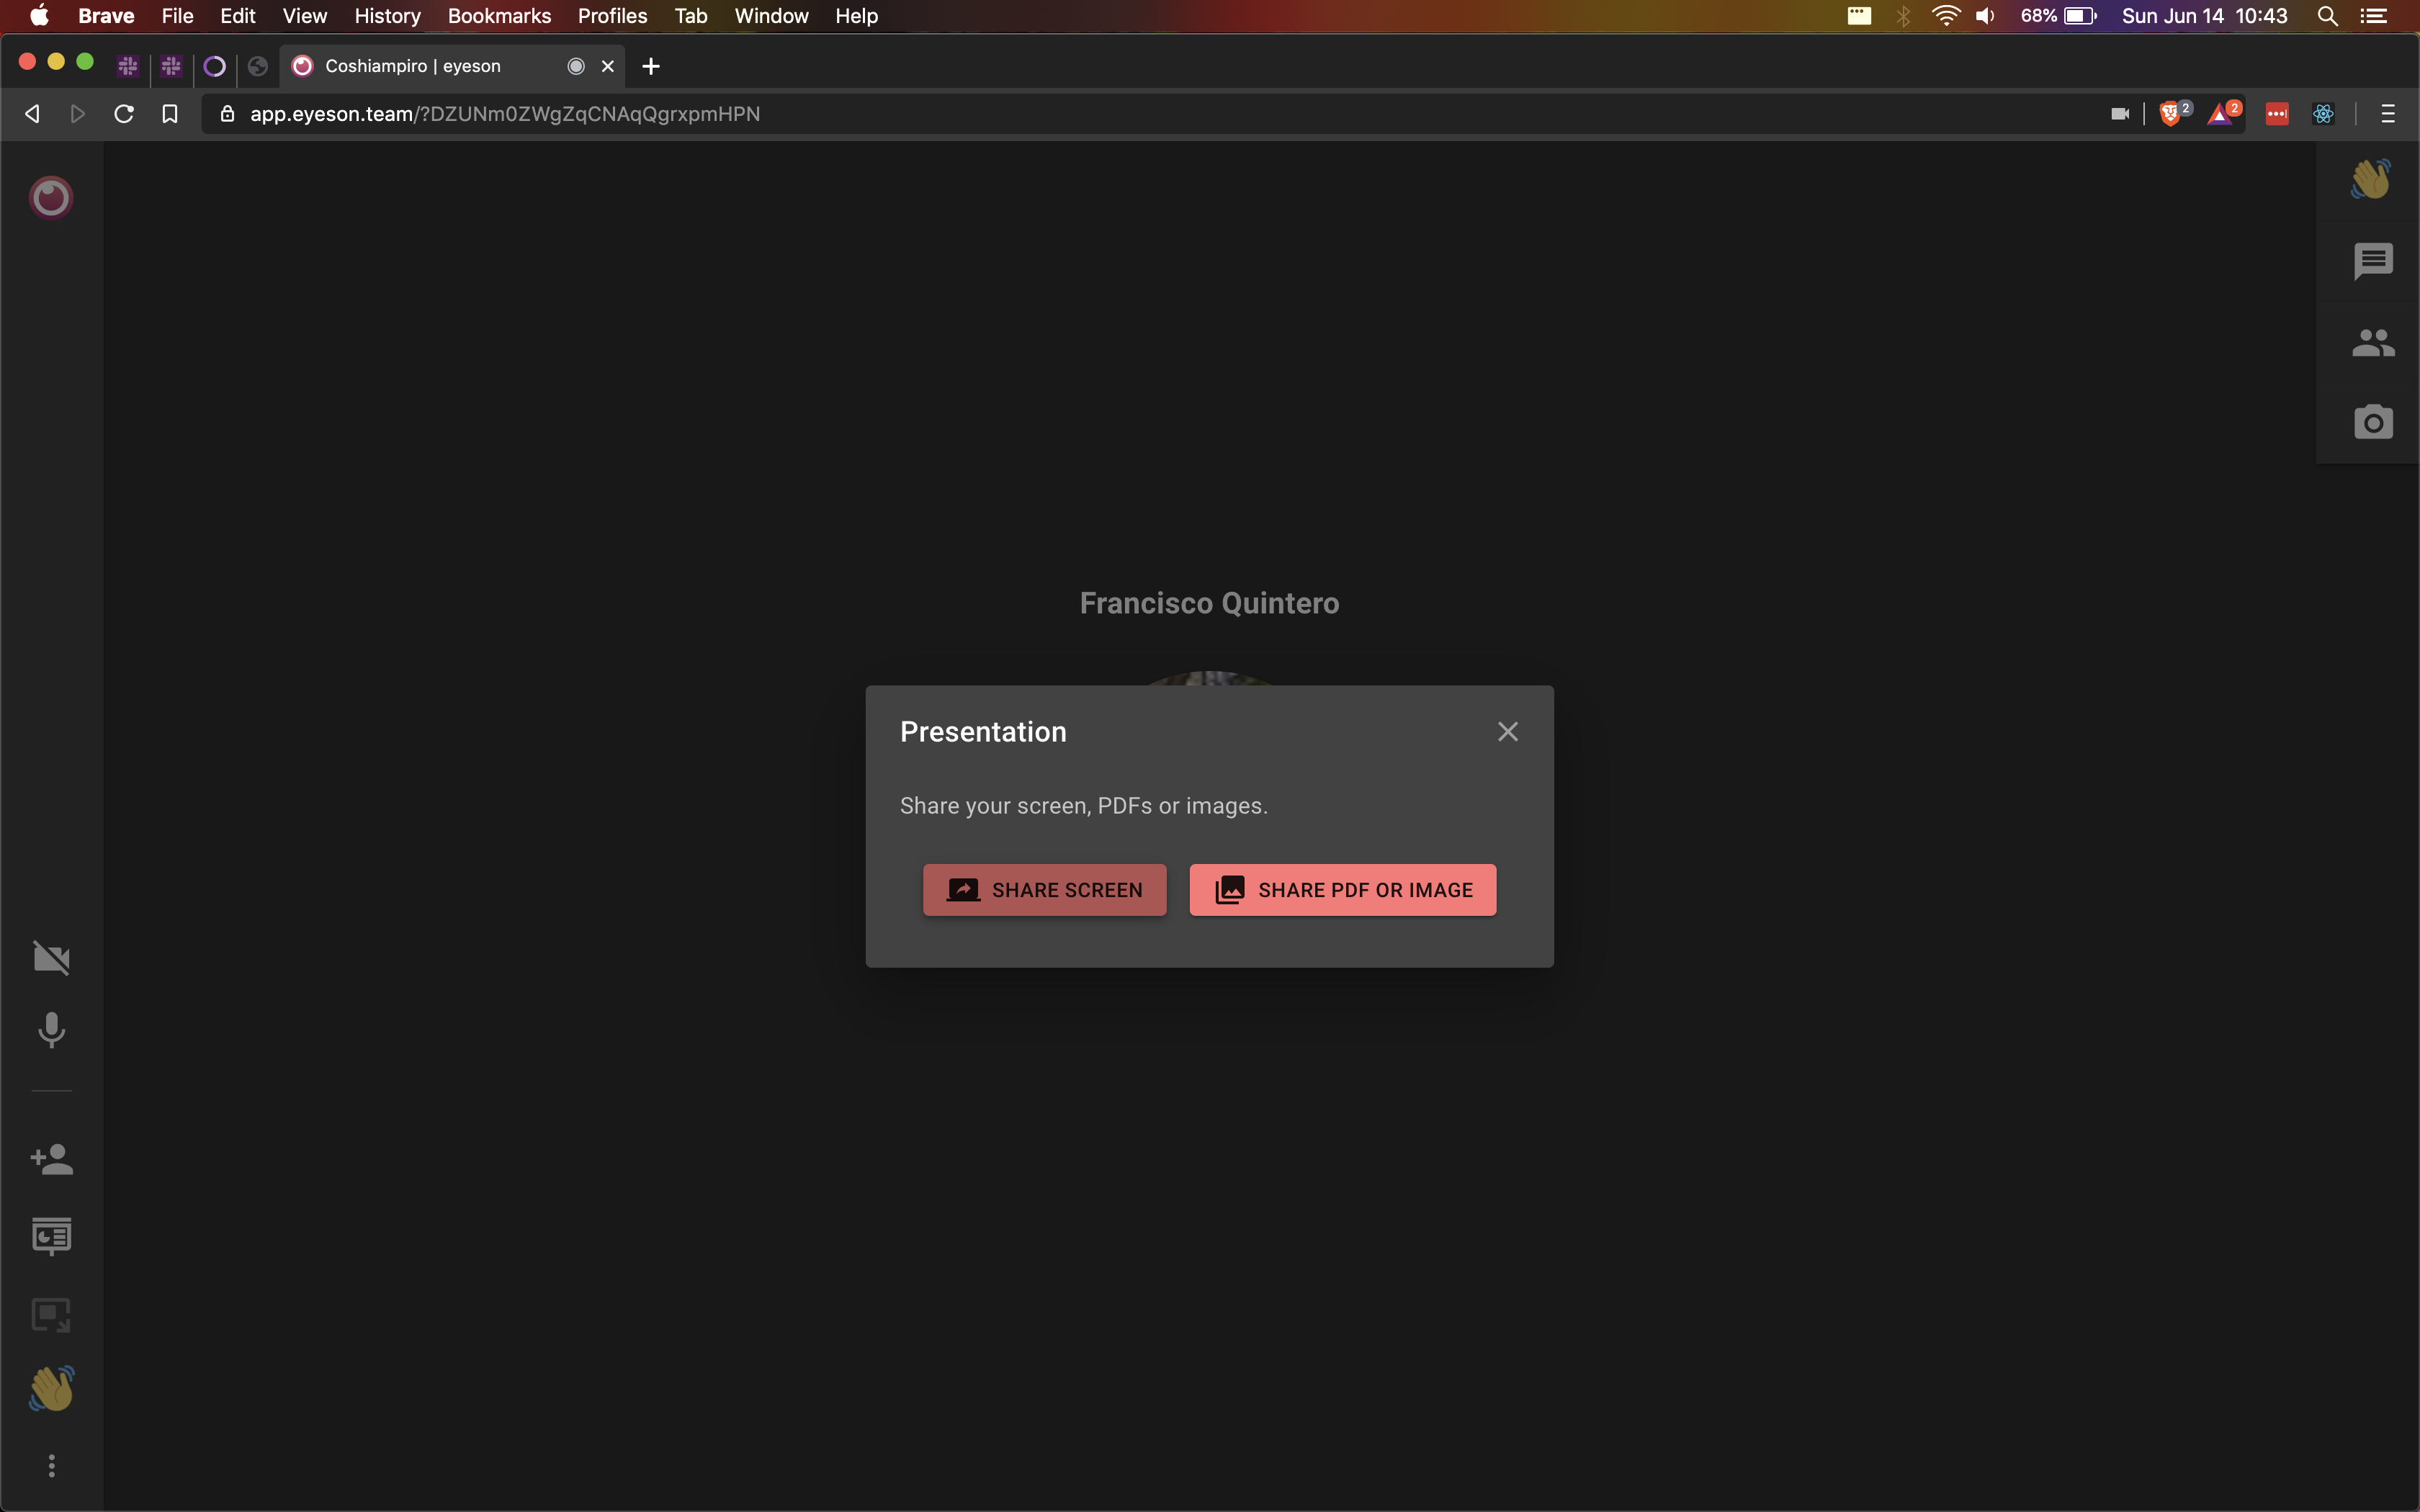 Brave File Edit View History Bookmarks Profiles Tab Window Help 68% Sun Jun 14 10:43
Coshiampiro | eyeson
app.eyeson.team/?DZUNm0ZWgZqCNAqQgrxpmHPN 2 2
Francisco Quintero
Presentation
Share your screen, PDFs or images.
SHARE SCREEN SHARE PDF OR IMAGE